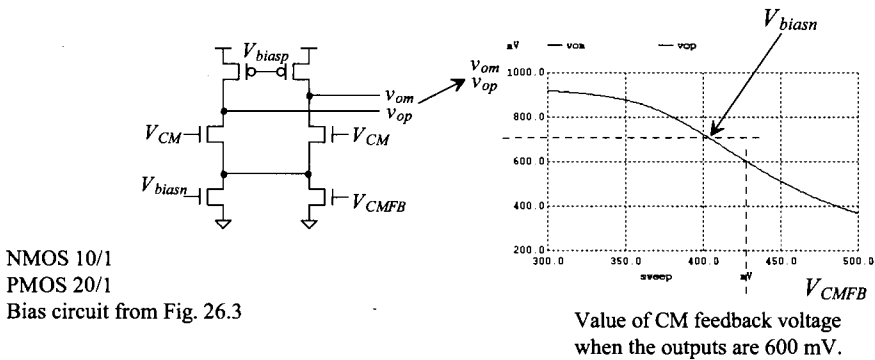 V_biasn
V_biasp
mV — vom — vop
v_om
v_op
1000.0
800.0
600.0
400.0
200.0
300.0 350.0 400.0 450.0 500.0
sweep mV
V_CMFB
v_om
v_op
V_CM
V_CM
V_biasn
V_CMFB
NMOS 10/1
PMOS 20/1
Bias circuit from Fig. 26.3
Value of CM feedback voltage
when the outputs are 600 mV.